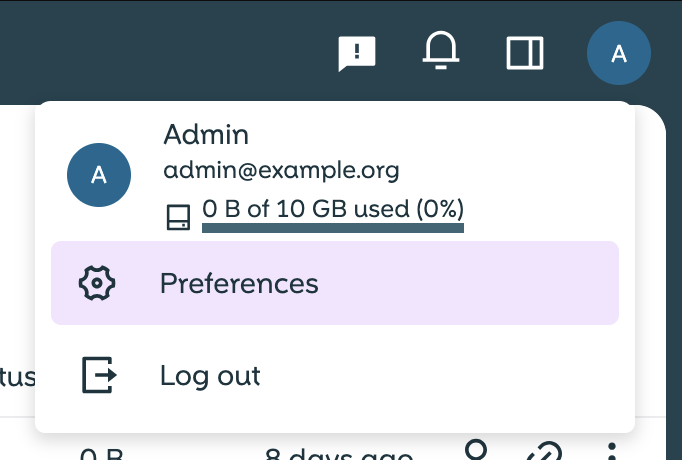 A
A
Admin
admin@example.org
0 B of 10 GB used (0%)
Preferences
tus
Log out
0 B
8 days ago